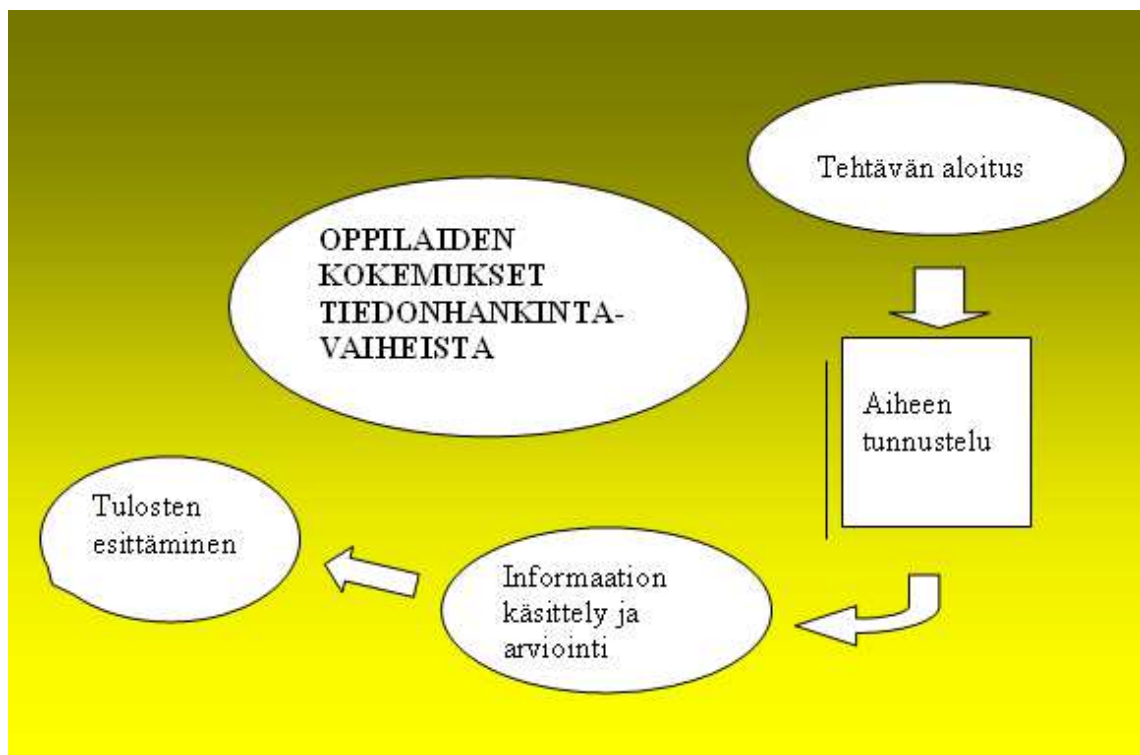 OPPILAIDEN
KOKEMUKSET
TIEDONHANKINTA-
VAIHEISTA
Tehtävän aloitus
Aiheen
tunnustelu
Informaation
käsittely ja
arviointi
Tulosten
esittäminen